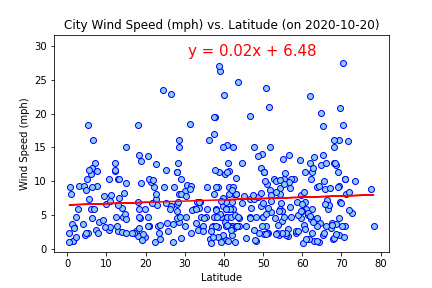 City Wind Speed (mph) vs. Latitude (on 2020-10-20)
y = 0.02x + 6.48
Wind Speed (mph)
30
25
20
15
10
5
0
0 10 20 30 40 50 60 70 80
Latitude